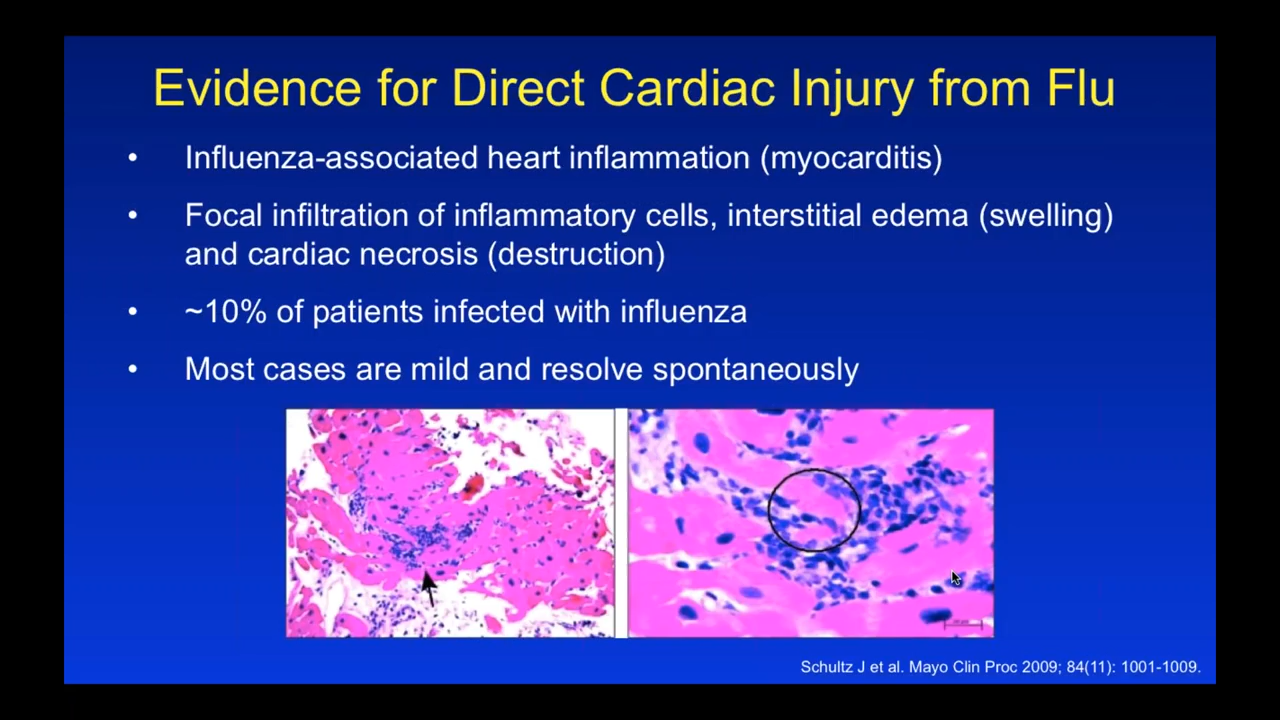 Evidence for Direct Cardiac Injury from Flu
• Influenza-associated heart inflammation (myocarditis)
• Focal infiltration of inflammatory cells, interstitial edema (swelling)
and cardiac necrosis (destruction)
• ~10% of patients infected with influenza
• Most cases are mild and resolve spontaneously
Schultz J et al. Mayo Clin Proc 2009; 84(11): 1001-1009.